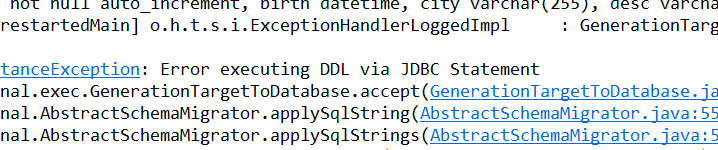 not null auto_increment, birth datetime, city varchar(255), desc varcha
restartedMain] o.h.t.s.i.ExceptionHandlerLoggedImpl     : GenerationTarg
tanceException: Error executing DDL via JDBC Statement
nal.exec.GenerationTargetToDatabase.accept(GenerationTargetToDatabase.ja
nal.AbstractSchemaMigrator.applySqlString(AbstractSchemaMigrator.java:55
nal.AbstractSchemaMigrator.applySqlStrings(AbstractSchemaMigrator.java:5